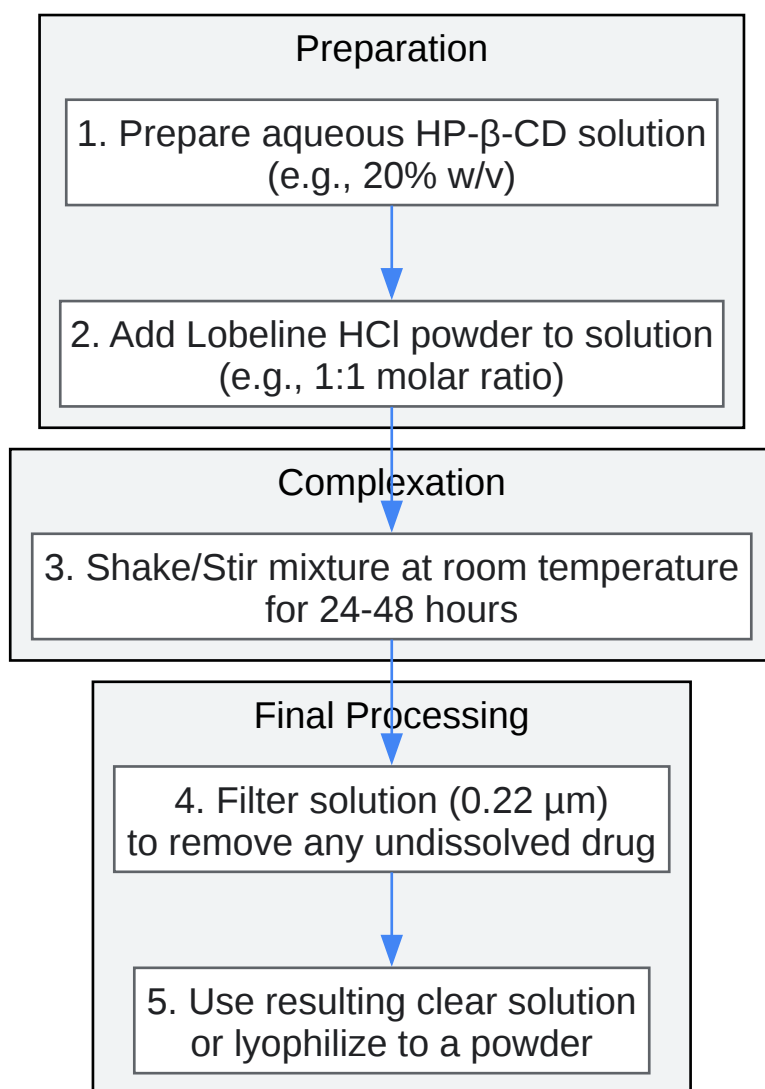 Preparation
1. Prepare aqueous HP-β-CD solution
(e.g., 20% w/v)
2. Add Lobeline HCl powder to solution
(e.g., 1:1 molar ratio)
Complexation
3. Shake/Stir mixture at room temperature
for 24-48 hours
Final Processing
4. Filter solution (0.22 µm)
to remove any undissolved drug
5. Use resulting clear solution
or lyophilize to a powder